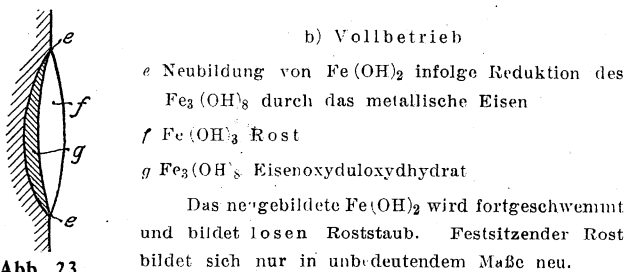 b) Vollbetrieb
e Neubildung von Fe(OH)₂ infolge Reduktion des
Fe₃(OH)₈ durch das metallische Eisen
f Fe(OH)₃ Rost
g Fe₃(OH)₈ Eisenoxyduloxydhydrat
Das neugebildete Fe(OH)₂ wird fortgeschwemmt
und bildet losen Roststaub. Festsitzender Rost
bildet sich nur in unbedeutendem Maße neu.
e
f
g
e
Abb. 23